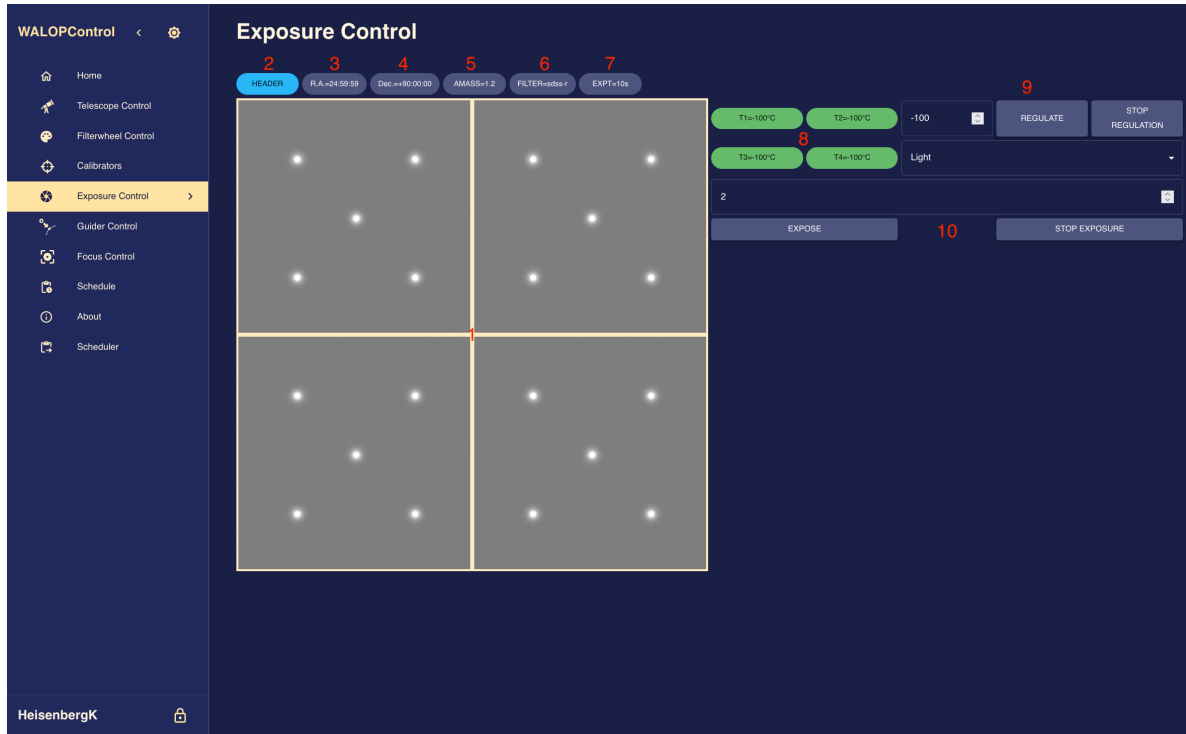 WALOPControl
Exposure Control
Home
Telescope Control
Filterwheel Control
Calibrators
Exposure Control
Guider Control
Focus Control
Schedule
About
Scheduler
HeisenbergK
2 3 4 5 6 7
HEADER R.A.=24:59:59 Dec.=+90:00:00 AMASS=1.2 FILTER=sdss-r EXPT=10s
1
9
T1=-100°C T2=-100°C -100 REGULATE STOP REGULATION
8
T3=-100°C T4=-100°C Light
2
EXPOSE 10 STOP EXPOSURE